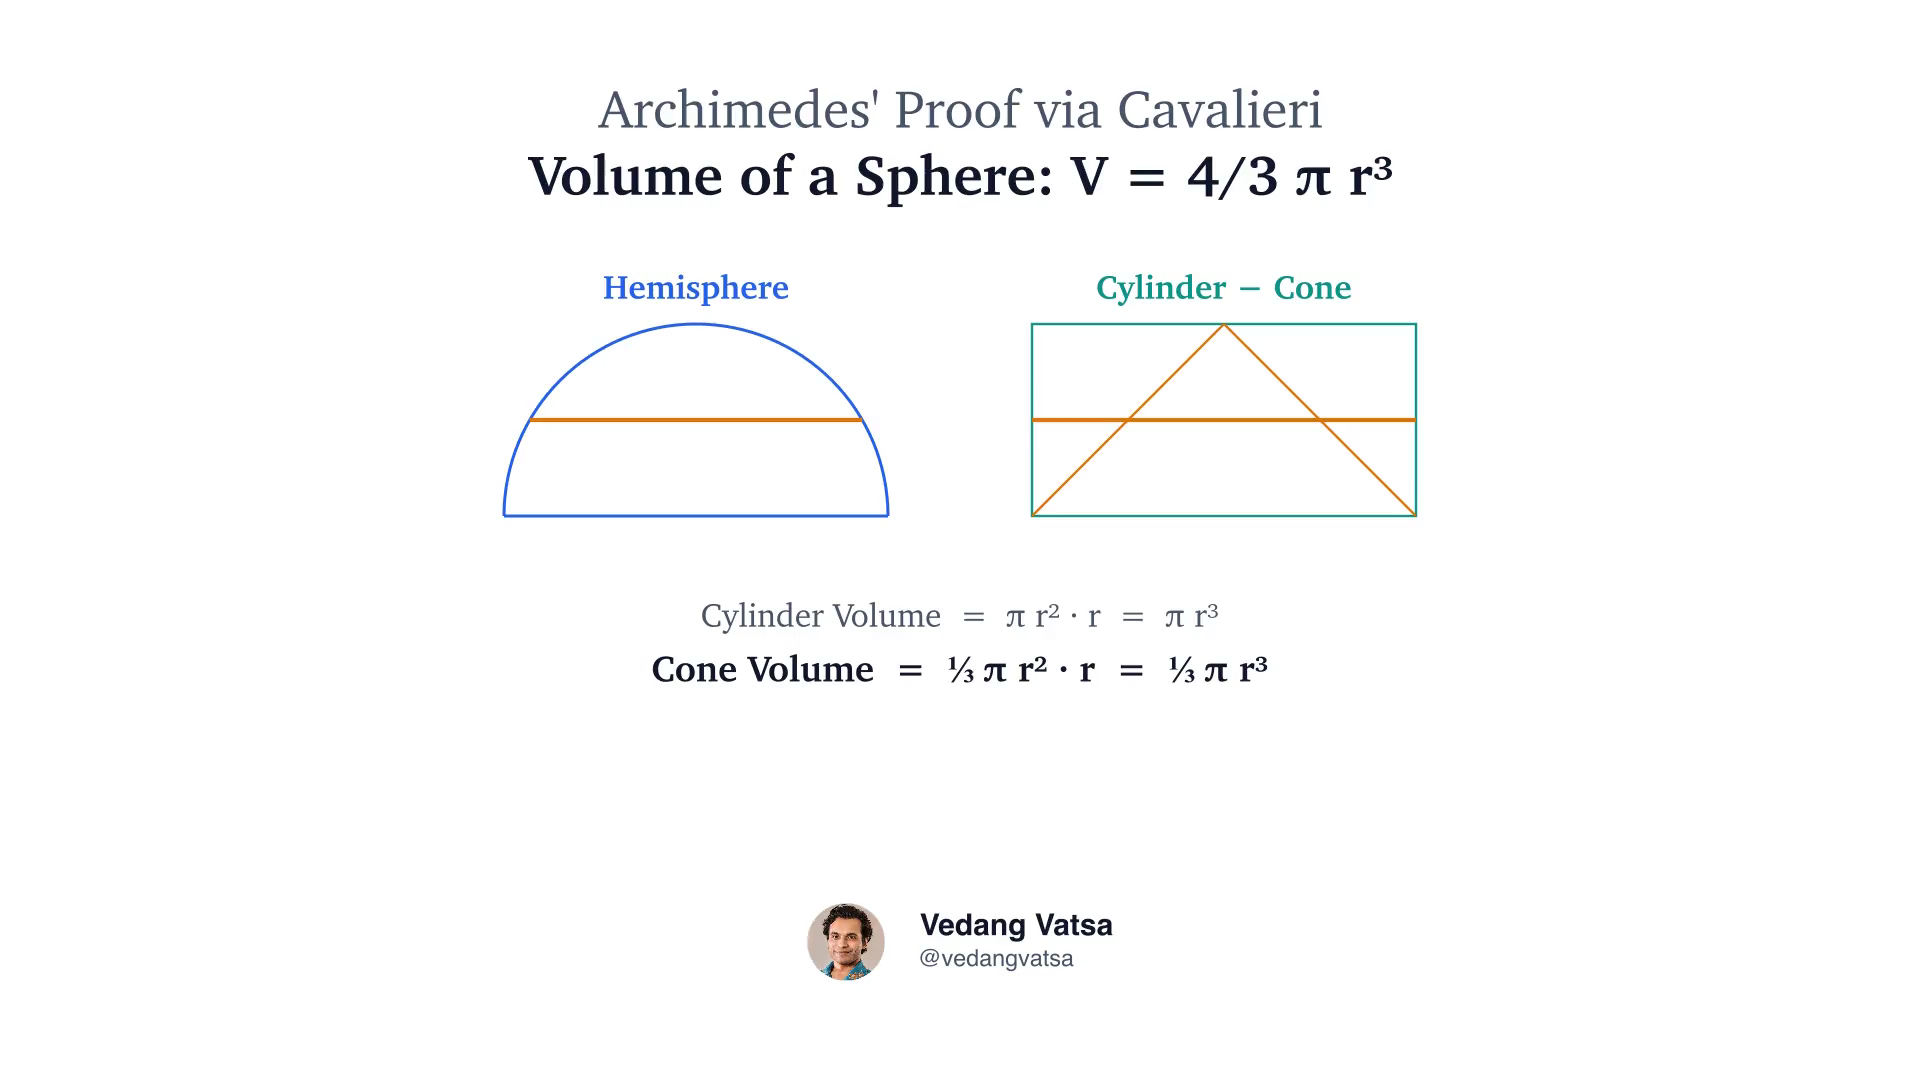 Archimedes' Proof via Cavalieri
Volume of a Sphere: V = 4/3 π r³
Hemisphere
Cylinder − Cone
Cylinder Volume = π r² · r = π r³
Cone Volume = ⅓ π r² · r = ⅓ π r³
Vedang Vatsa
@vedangvatsa